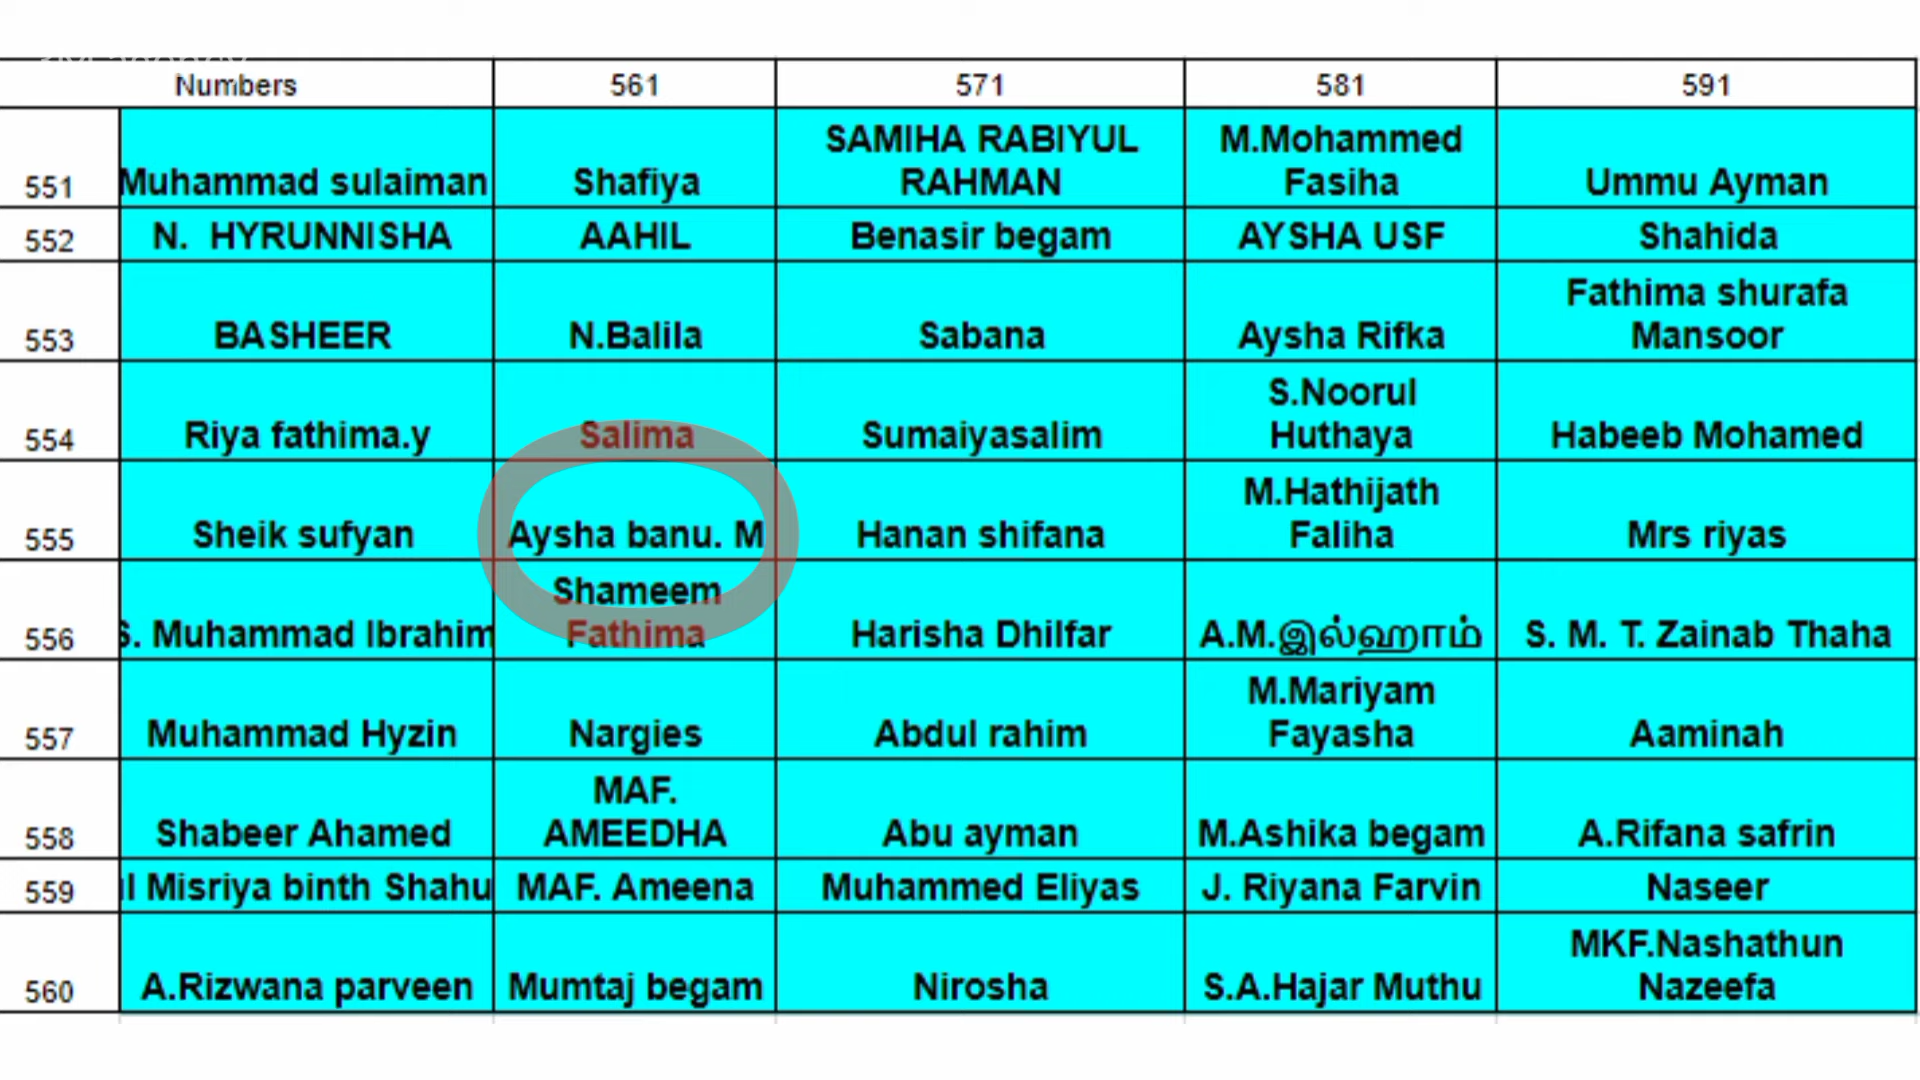 Numbers 561 571 581 591
551 Muhammad sulaiman Shafiya SAMIHA RABIYUL RAHMAN M.Mohammed Fasiha Ummu Ayman
552 N. HYRUNNISHA AAHIL Benasir begam AYSHA USF Shahida
553 BASHEER N.Balila Sabana Aysha Rifka Fathima shurafa Mansoor
554 Riya fathima.y Salima Sumaiyasalim S.Noorul Huthaya Habeeb Mohamed
555 Sheik sufyan Aysha banu. M Hanan shifana M.Hathijath Faliha Mrs riyas
556 S. Muhammad Ibrahim Shameem Fathima Harisha Dhilfar A.M.இல்ஹாம் S. M. T. Zainab Thaha
557 Muhammad Hyzin Nargies Abdul rahim M.Mariyam Fayasha Aaminah
558 Shabeer Ahamed MAF. AMEEDHA Abu ayman M.Ashika begam A.Rifana safrin
559 Misriya binth Shahu MAF. Ameena Muhammed Eliyas J. Riyana Farvin Naseer
560 A.Rizwana parveen Mumtaj begam Nirosha S.A.Hajar Muthu MKF.Nashathun Nazeefa